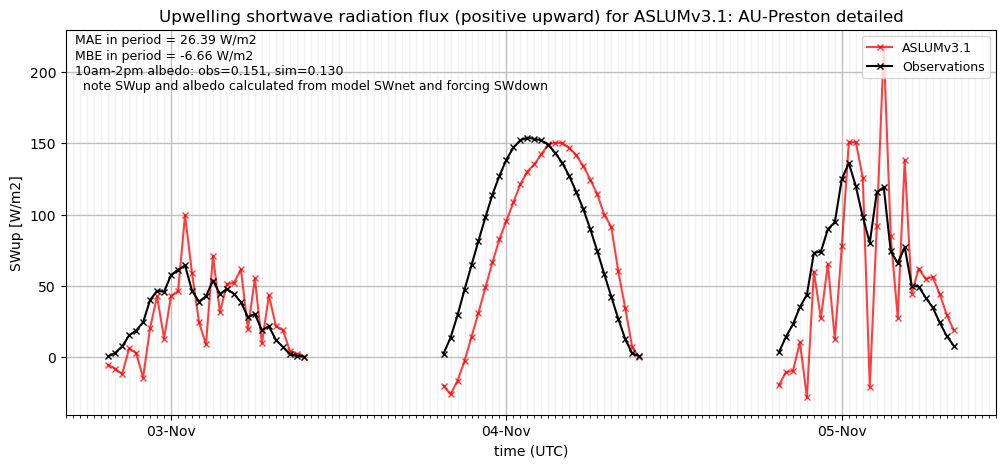 Upwelling shortwave radiation flux (positive upward) for ASLUMv3.1: AU-Preston detailed
MAE in period = 26.39 W/m2
MBE in period = -6.66 W/m2
10am-2pm albedo: obs=0.151, sim=0.130
note SWup and albedo calculated from model SWnet and forcing SWdown
ASLUMv3.1
Observations
SWup [W/m2]
200
150
100
50
0
03-Nov
04-Nov
05-Nov
time (UTC)